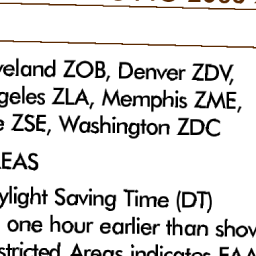 veland ZOB, Denver ZDV,
geles ZLA, Memphis ZME,
e ZSE, Washington ZDC
EAS
ylight Saving Time (DT)
one hour earlier than show
stricted Areas indicates FAA